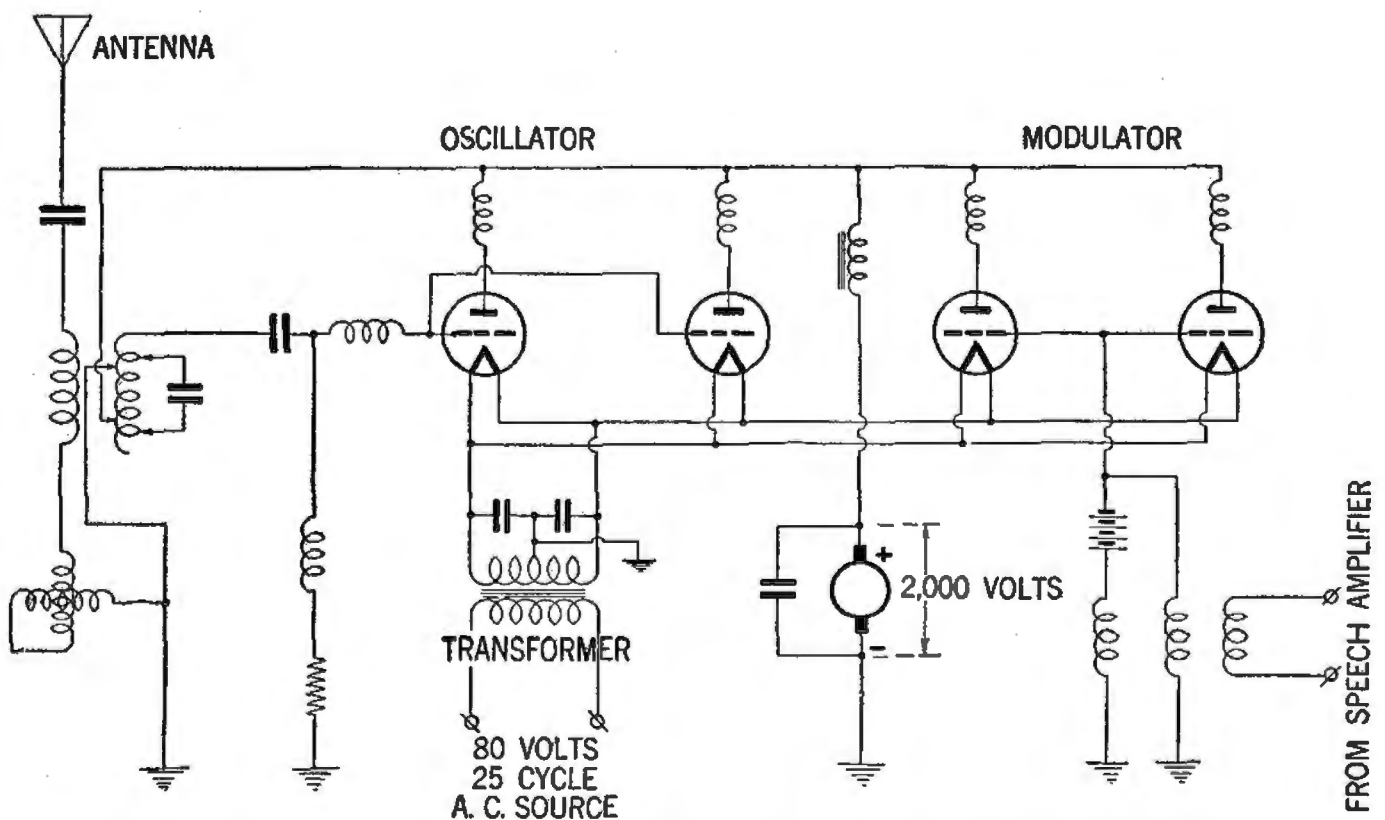 ANTENNA
OSCILLATOR
MODULATOR
+
2,000 VOLTS
-
TRANSFORMER
80 VOLTS
25 CYCLE
A. C. SOURCE
FROM SPEECH AMPLIFIER